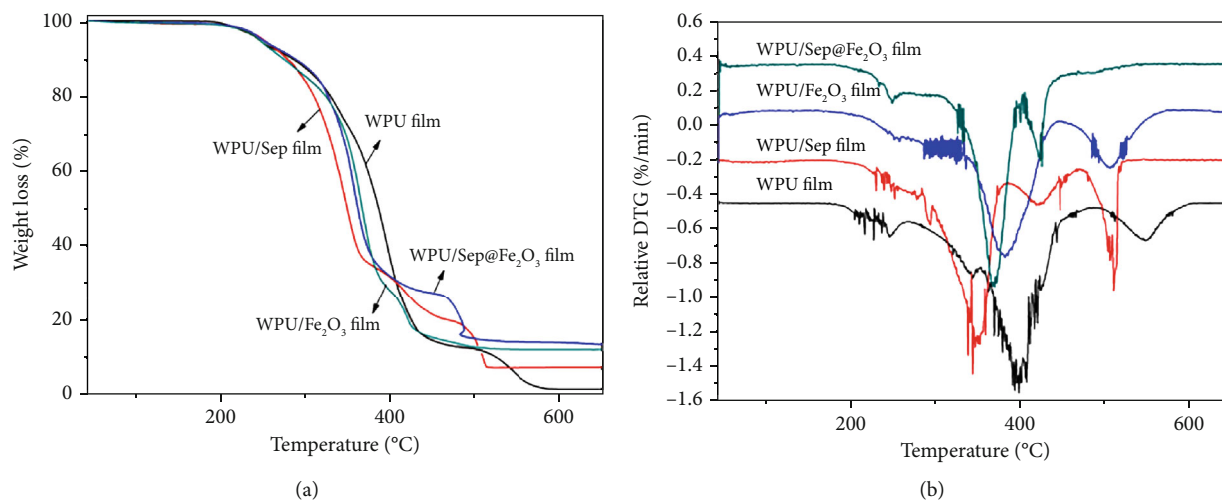 100
80
60
40
20
0
Weight loss (%)
WPU film
WPU/Sep film
WPU/Sep@Fe₂O₃ film
WPU/Fe₂O₃ film
200
400
600
Temperature (°C)
(a)
0.6
0.4
0.2
0.0
−0.2
−0.4
−0.6
−0.8
−1.0
−1.2
−1.4
−1.6
Relative DTG (%/min)
WPU/Sep@Fe₂O₃ film
WPU/Fe₂O₃ film
WPU/Sep film
WPU film
200
400
600
Temperature (°C)
(b)